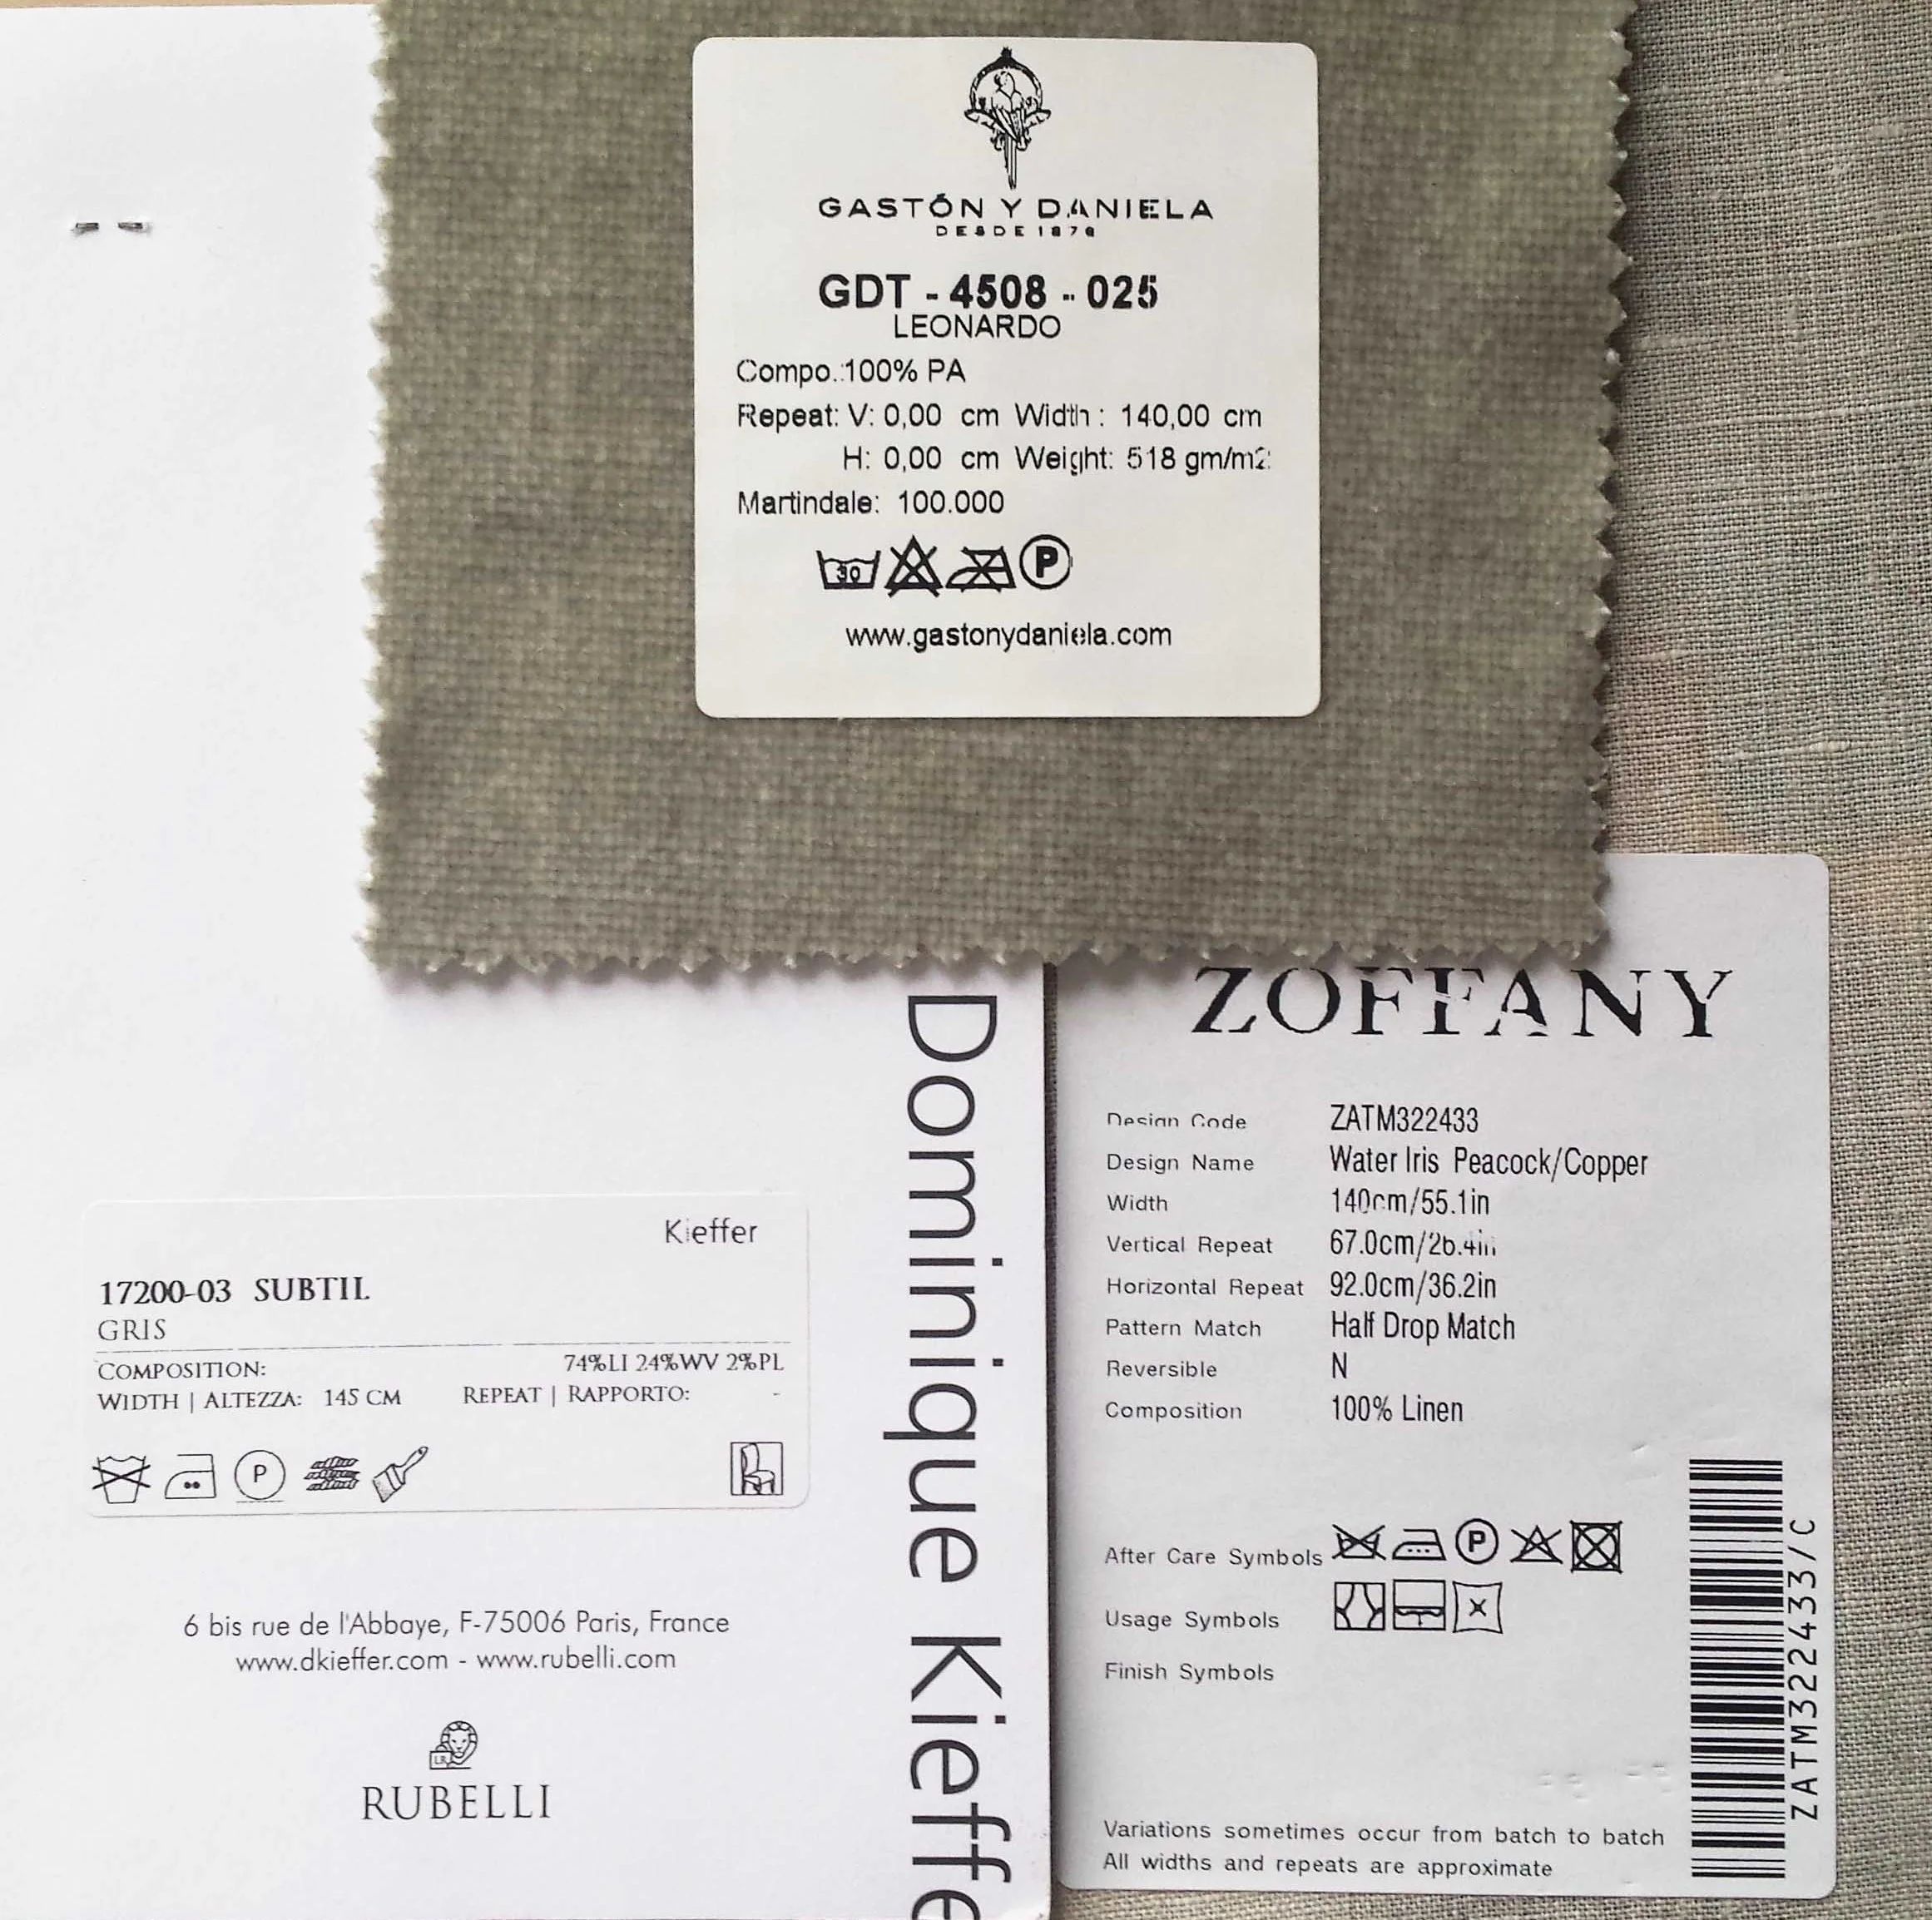 GASTÓN Y DANIELA
DESDE 1876
GDT - 4508 - 025
LEONARDO
Compo.:100% PA
Repeat: V: 0,00 cm Width : 140,00 cm
H: 0,00 cm Weight: 518 gm/m2
Martindale: 100.000
30 P
www.gastonydaniela.com
Dominique Kieffe
Kieffer
17200-03 SUBTIL
GRIS
COMPOSITION: 74%LI 24%WV 2%PL
WIDTH | ALTEZZA: 145 CM REPEAT | RAPPORTO: -
P
6 bis rue de l'Abbaye, F-75006 Paris, France
www.dkieffer.com - www.rubelli.com
LR
RUBELLI
ZOFFANY
Design Code ZATM322433
Design Name Water Iris Peacock/Copper
Width 140cm/55.1in
Vertical Repeat 67.0cm/26.4in
Horizontal Repeat 92.0cm/36.2in
Pattern Match Half Drop Match
Reversible N
Composition 100% Linen
After Care Symbols P
Usage Symbols
Finish Symbols
Variations sometimes occur from batch to batch
All widths and repeats are approximate
ZATM322433/C